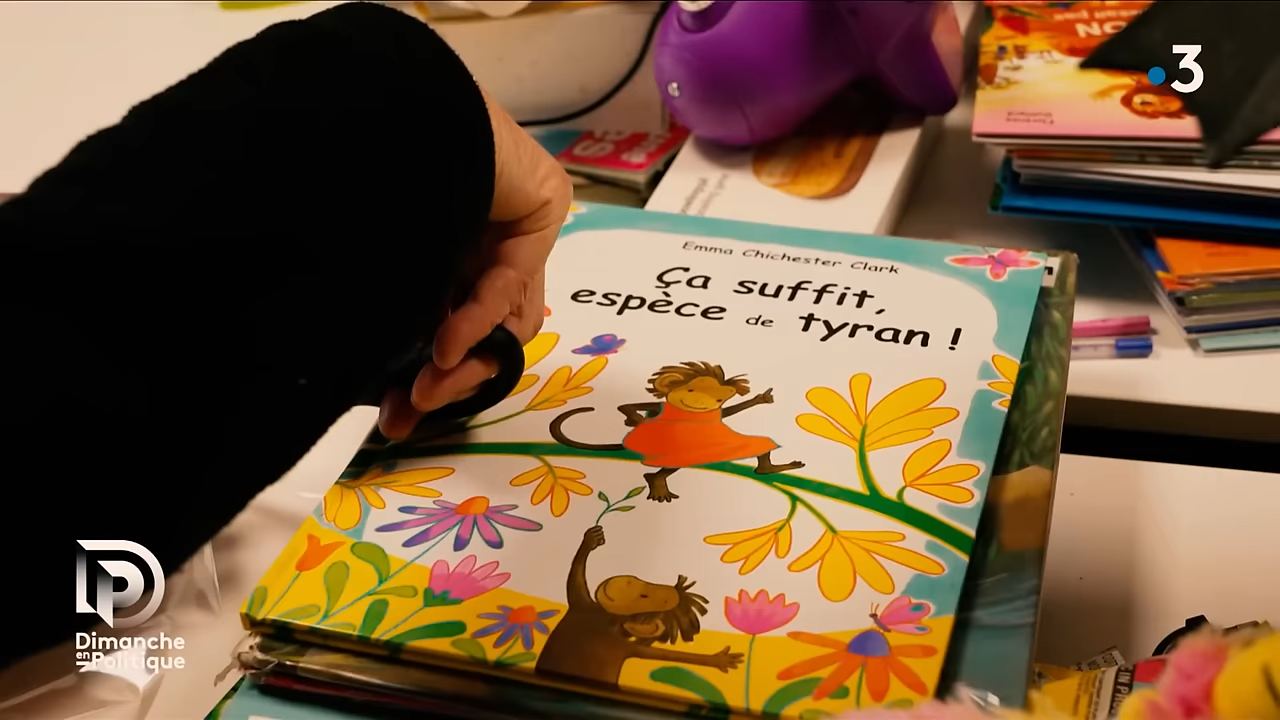 3
Emma Chichester Clark
Ça suffit,
espèce de tyran !
Dimanche
en Politique